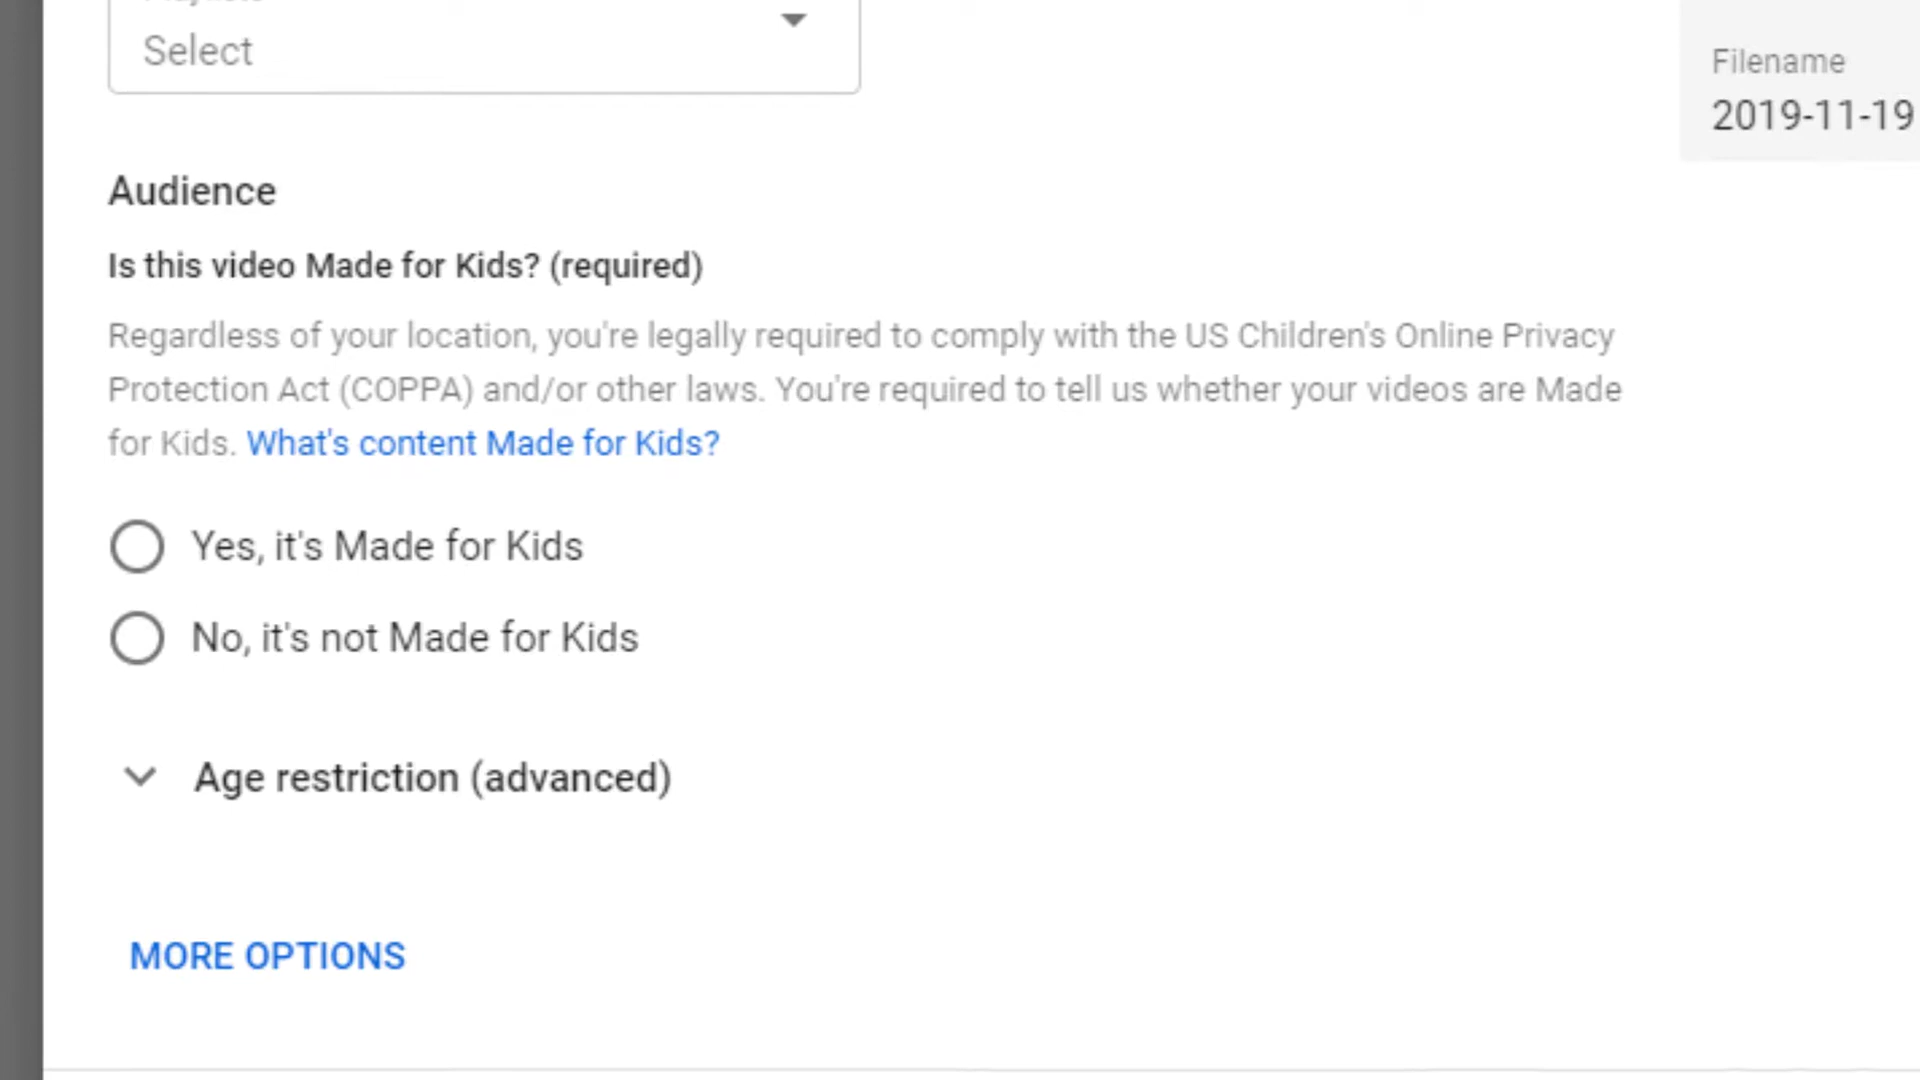 Select
Filename
2019-11-19
Audience
Is this video Made for Kids? (required)
Regardless of your location, you're legally required to comply with the US Children's Online Privacy
Protection Act (COPPA) and/or other laws. You're required to tell us whether your videos are Made
for Kids. What's content Made for Kids?
Yes, it's Made for Kids
No, it's not Made for Kids
Age restriction (advanced)
MORE OPTIONS